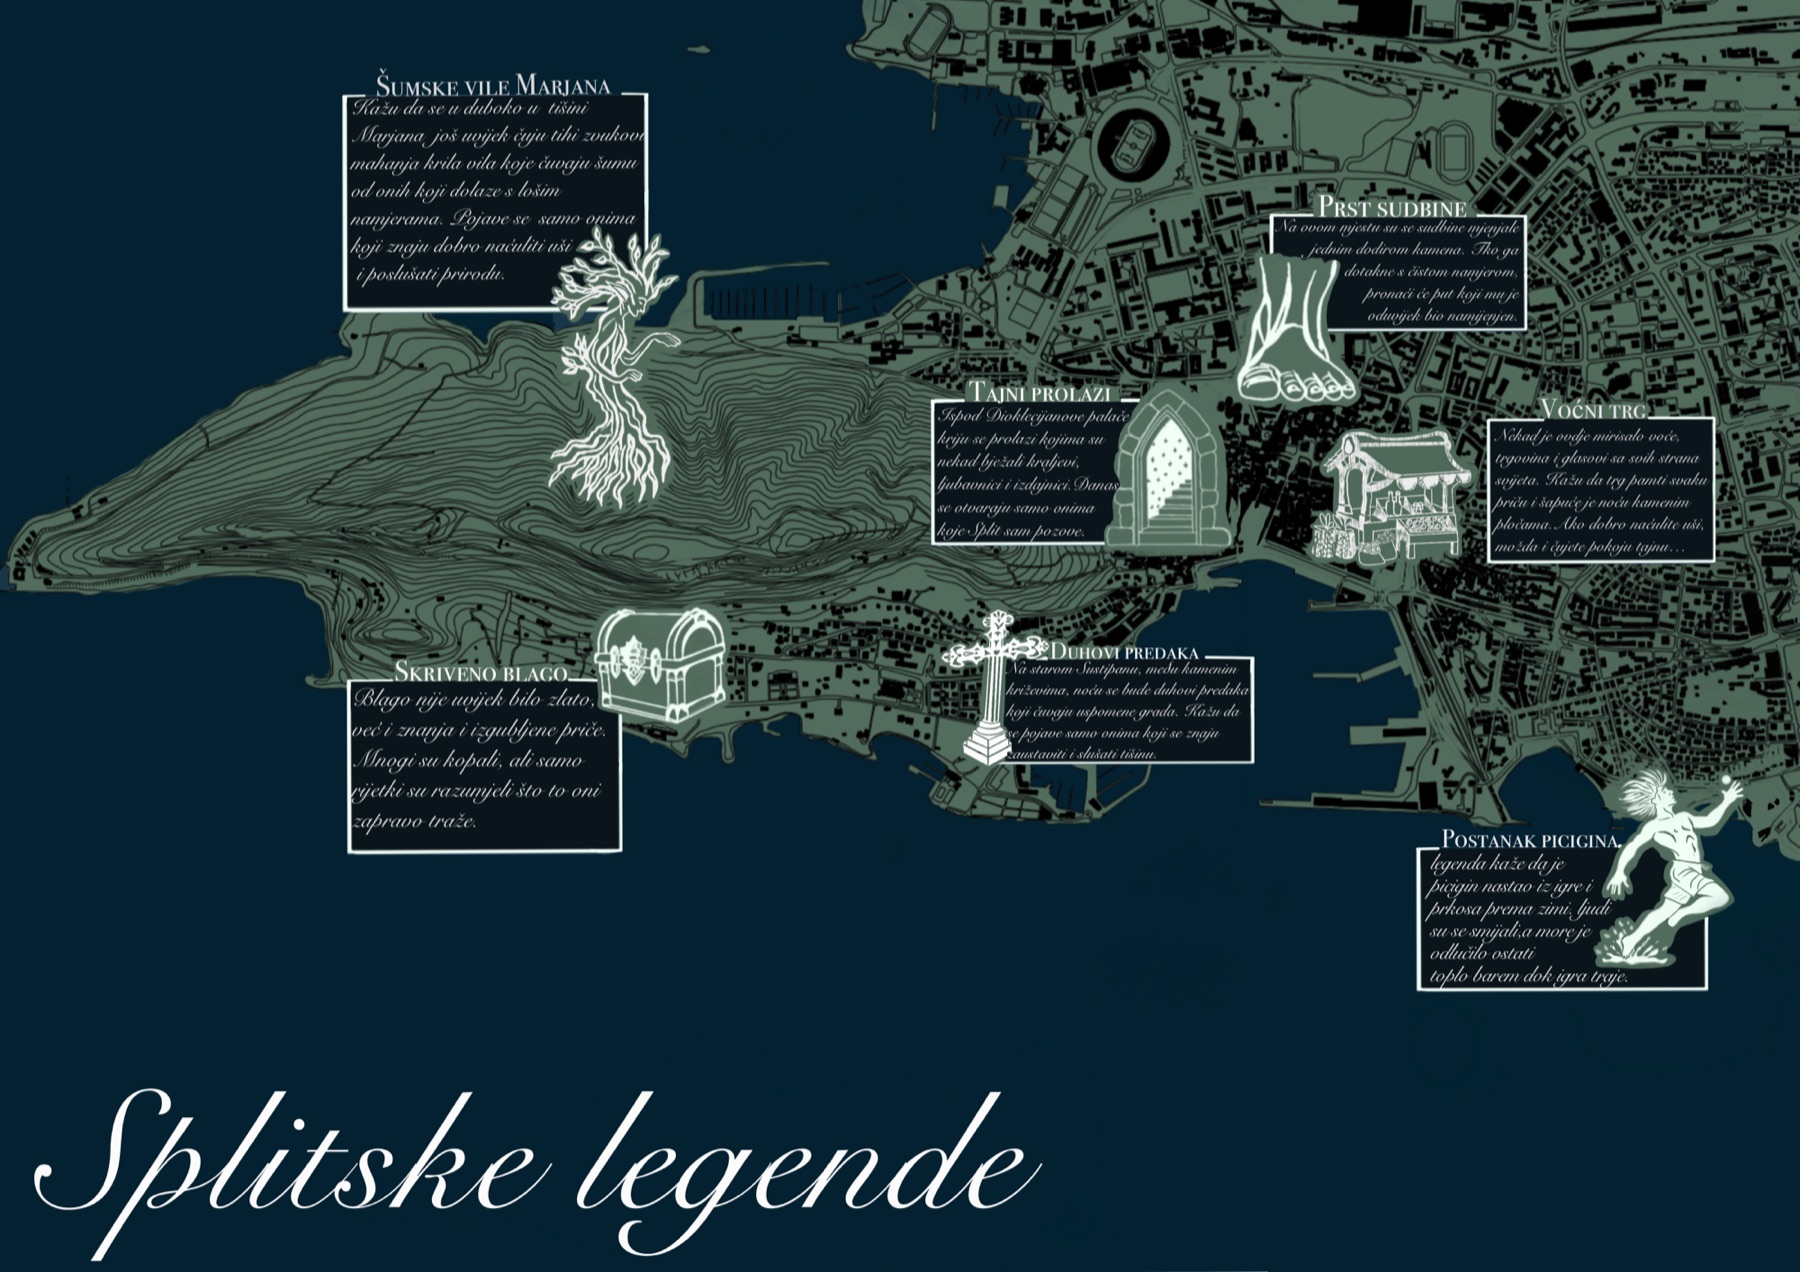 Šumske vile Marjana
Kažu da se u duboko u tišini
Marjana, još uvijek čuju tihi zvukovi
mahanja krila vila koje čuvaju šumu
od onih koji dolaze s lošim
namjerama. Pojave se samo onima
koji znaju dobro načuliti uši
i poslušati prirodu.
Prst sudbine
Na ovom mjestu su se sudbine mjenjale
jednim dodirom kamena. Tko ga
dotakne s čistom namjerom,
pronaći će put koji mu je
oduvijek bio namijenjen.
Tajni prolazi
Ispod Dioklecijanove palače
kriju se prolazi kojima su
nekad bježali kraljevi,
ljubavnici i izdajnici. Danas
se otvaraju samo onima
koje Split sam pozove.
Voćni trg
Nekad je ovdje mirisalo voće,
trgovina i glasovi sa svih strana
svijeta. Kažu da trg pamti svaku
priču i šapuće je noću kamenim
pločama. Ako dobro načulite uši,
možda i čujete pokoju tajnu...
Skriveno blago
Blago nije uvijek bilo zlato,
već i znanja i izgubljene priče.
Mnogi su kopali, ali samo
rijetki su razumjeli što to oni
zapravo traže.
Duhovi predaka
Na starom Sustipanu, među kamenim
križevima, noću se bude duhovi predaka
koji čuvaju uspomene grada. Kažu da
se pojave samo onima koji se znaju
zaustaviti i slušati tišinu.
Postanak picigina
legenda kaže da je
picigin nastao iz igre i
prkosa prema zimi. ljudi
su se smijali,a more je
odlučilo ostati
toplo barem dok igra traje.
Splitske legende